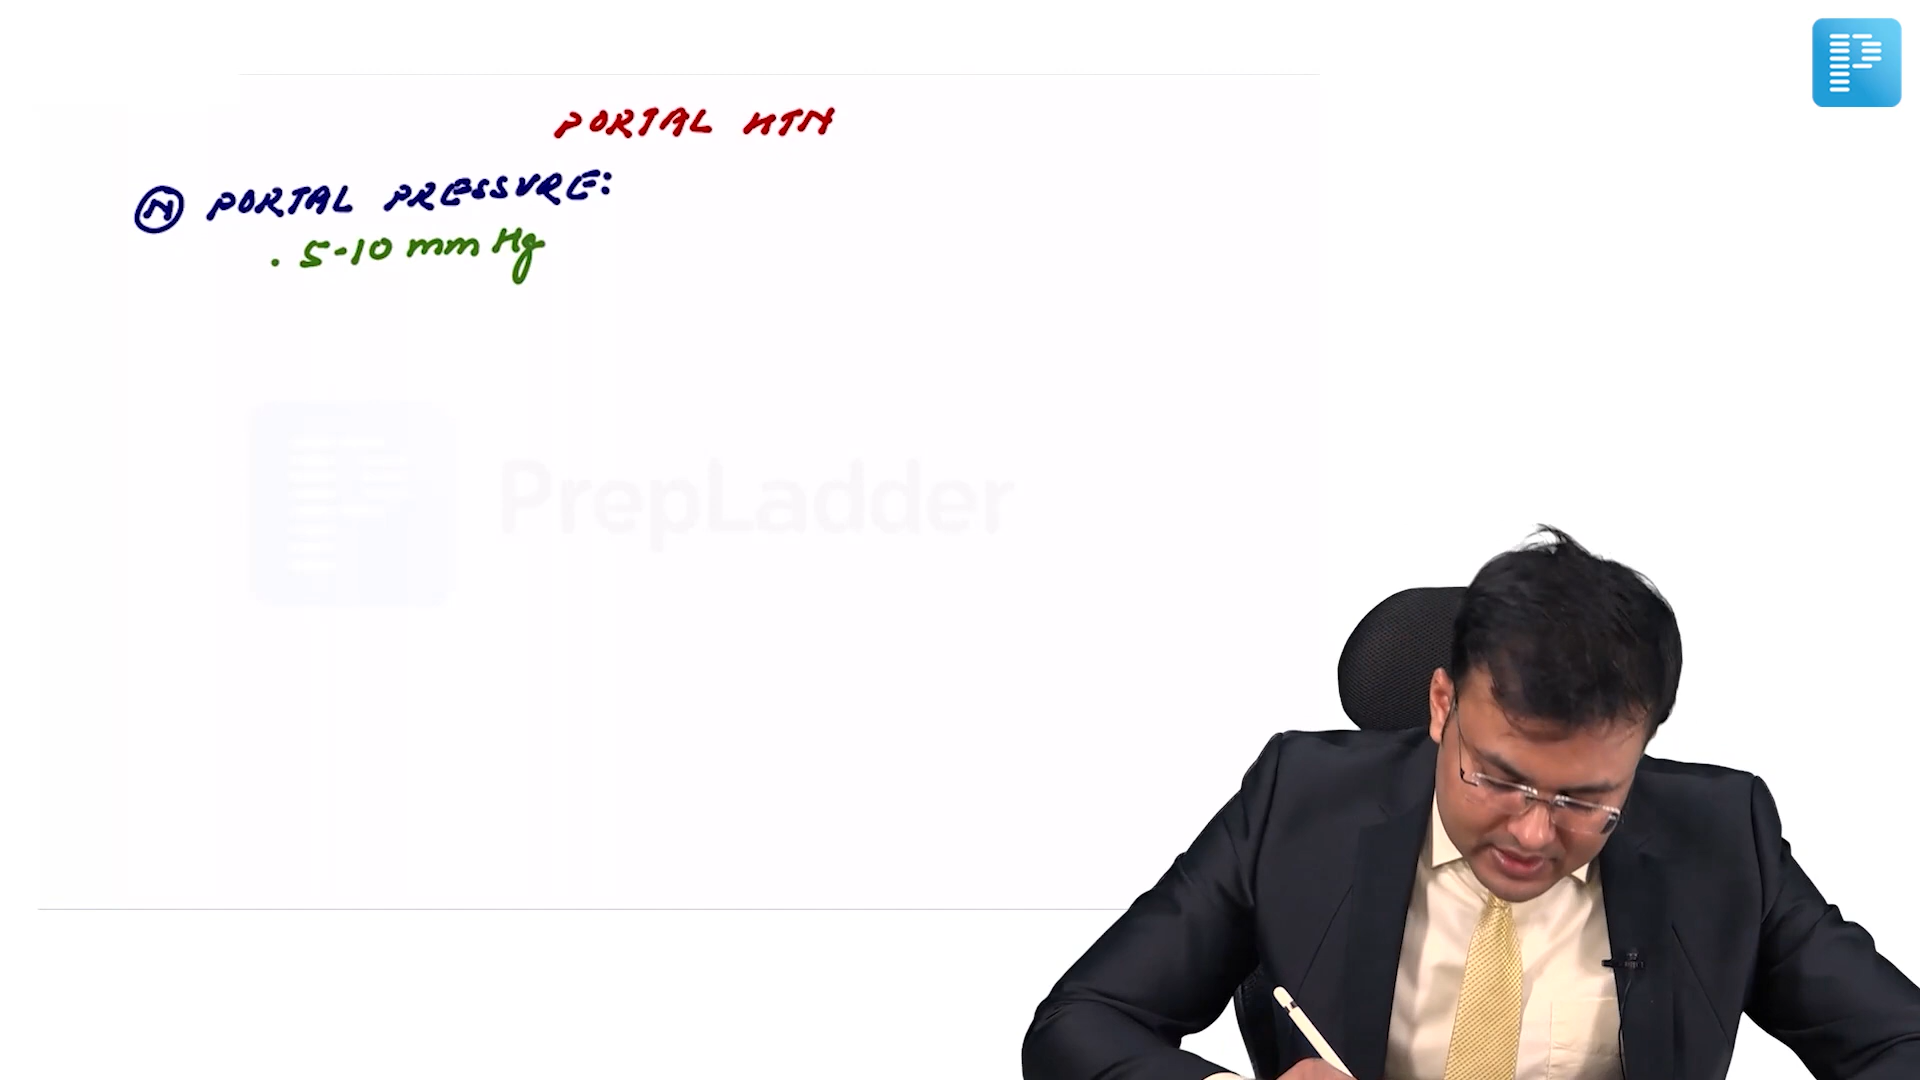 PORTAL HTN
N PORTAL PRESSURE:
. 5-10 mm Hg
PrepLadder